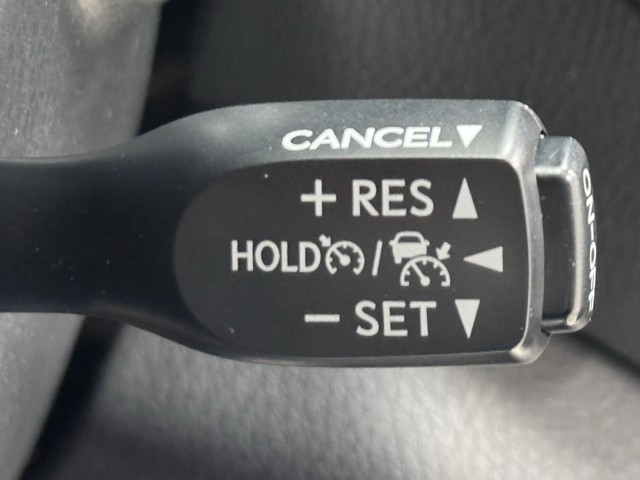 CANCEL▼
+ RES ▲
HOLD / ◀
− SET ▼
ON-OFF